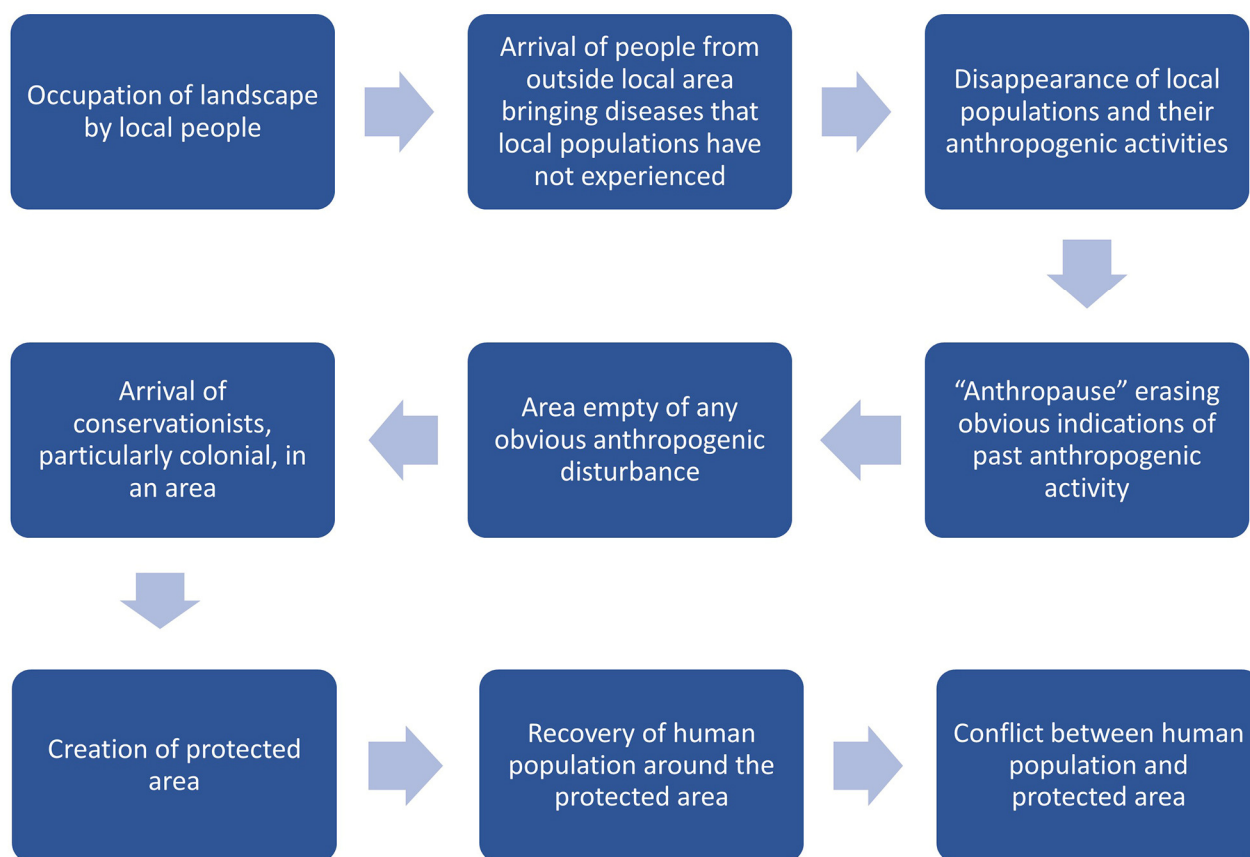 Occupation of landscape
by local people
Arrival of people from
outside local area
bringing diseases that
local populations have
not experienced
Disappearance of local
populations and their
anthropogenic activities
“Anthropause” erasing
obvious indications of
past anthropogenic
activity
Area empty of any
obvious anthropogenic
disturbance
Arrival of
conservationists,
particularly colonial, in
an area
Creation of protected
area
Recovery of human
population around the
protected area
Conflict between human
population and
protected area